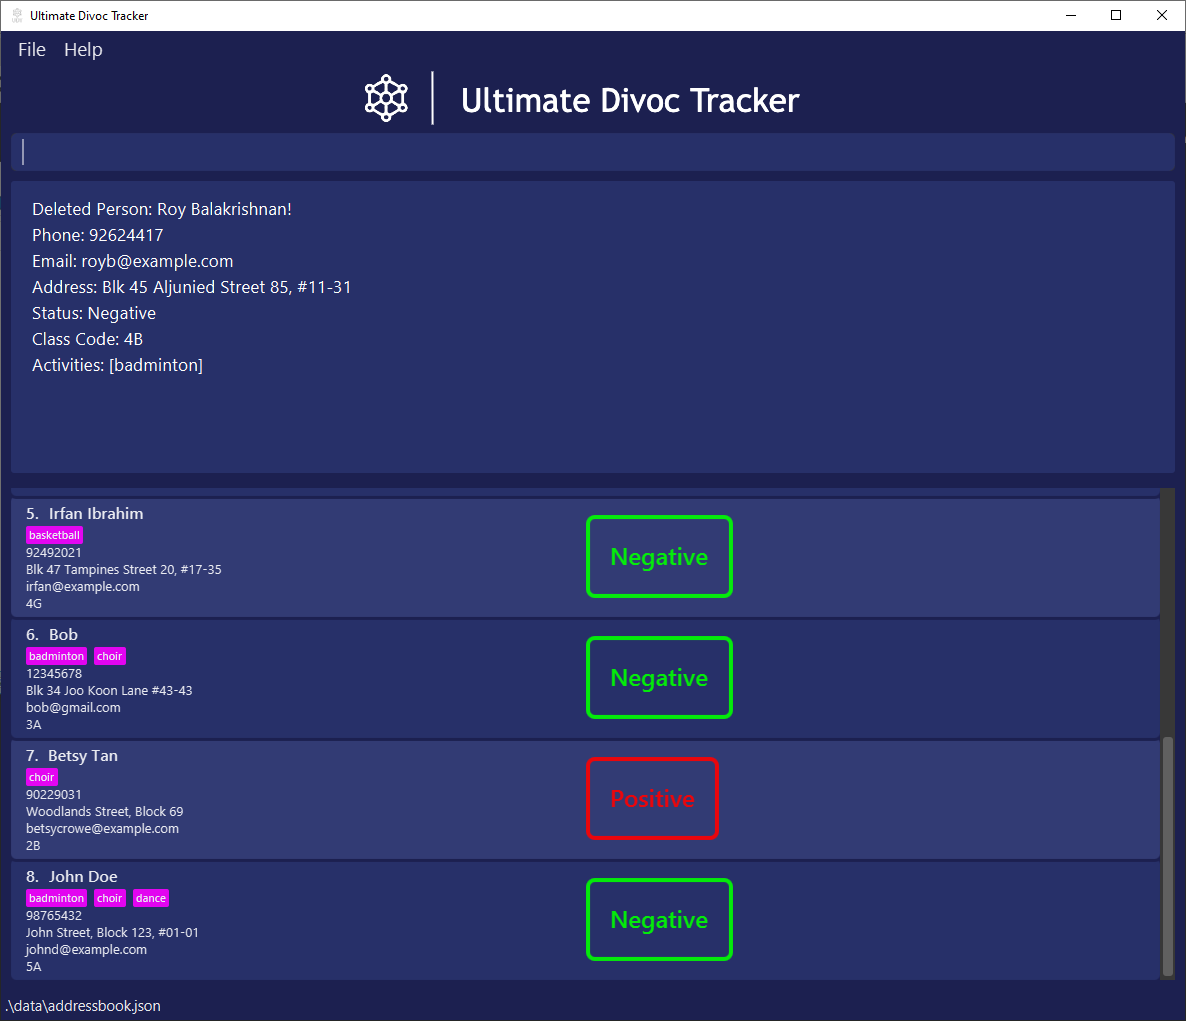 Ultimate Divoc Tracker
File Help
Ultimate Divoc Tracker
Deleted Person: Roy Balakrishnan!
Phone: 92624417
Email: royb@example.com
Address: Blk 45 Aljunied Street 85, #11-31
Status: Negative
Class Code: 4B
Activities: [badminton]
5. Irfan Ibrahim
basketball
92492021
Blk 47 Tampines Street 20, #17-35
irfan@example.com
4G
Negative
6. Bob
badminton choir
12345678
Blk 34 Joo Koon Lane #43-43
bob@gmail.com
3A
Negative
7. Betsy Tan
choir
90229031
Woodlands Street, Block 69
betsycrowe@example.com
2B
Positive
8. John Doe
badminton choir dance
98765432
John Street, Block 123, #01-01
johnd@example.com
5A
Negative
.\data\addressbook.json